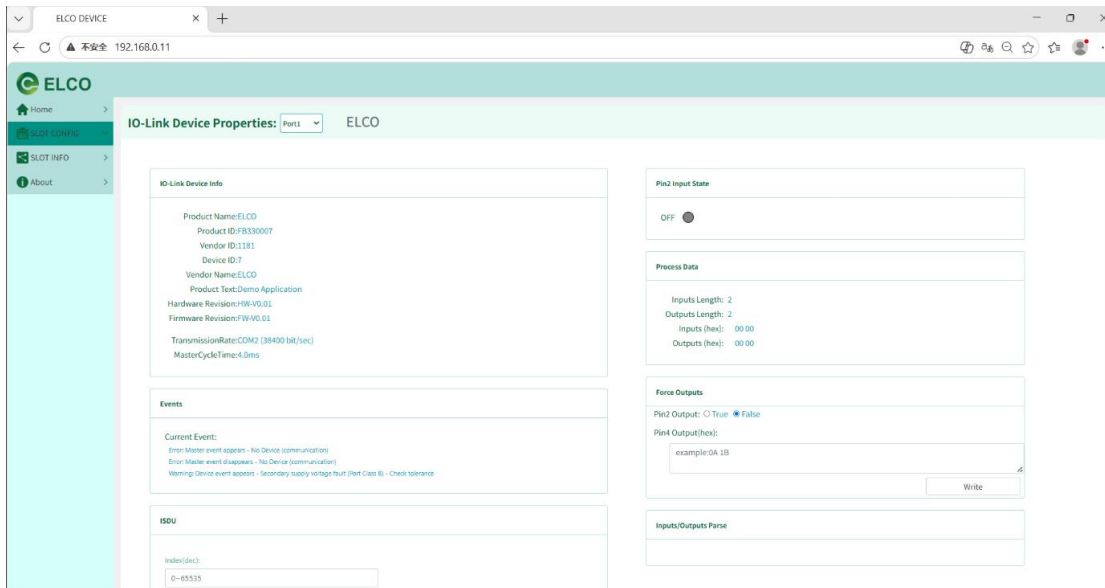 ELCO DEVICE
不安全 192.168.0.11
ELCO
Home
SLOT CONFIG
SLOT INFO
About
IO-Link Device Properties: Port1 ELCO
IO-Link Device Info
Product Name:ELCO
Product ID:FB330007
Vendor ID:1181
Device ID:7
Vendor Name:ELCO
Product Text:Demo Application
Hardware Revision:HW-V0.01
Firmware Revision:FW-V0.01
TransmissionRate:COM2 (38400 bit/sec)
MasterCycleTime:4.0ms
Events
Current Event:
Error: Master event appears - No Device (communication)
Error: Master event disappears - No Device (communication)
Warning: Device event appears - Secondary supply voltage fault (Port Class B) - Check tolerance
ISDU
Index(dec):
0~65535
Pin2 Input State
OFF
Process Data
Inputs Length: 2
Outputs Length: 2
Inputs (hex): 00 00
Outputs (hex): 00 00
Force Outputs
Pin2 Output: True False
Pin4 Output(hex):
example:0A 1B
Write
Inputs/Outputs Parse